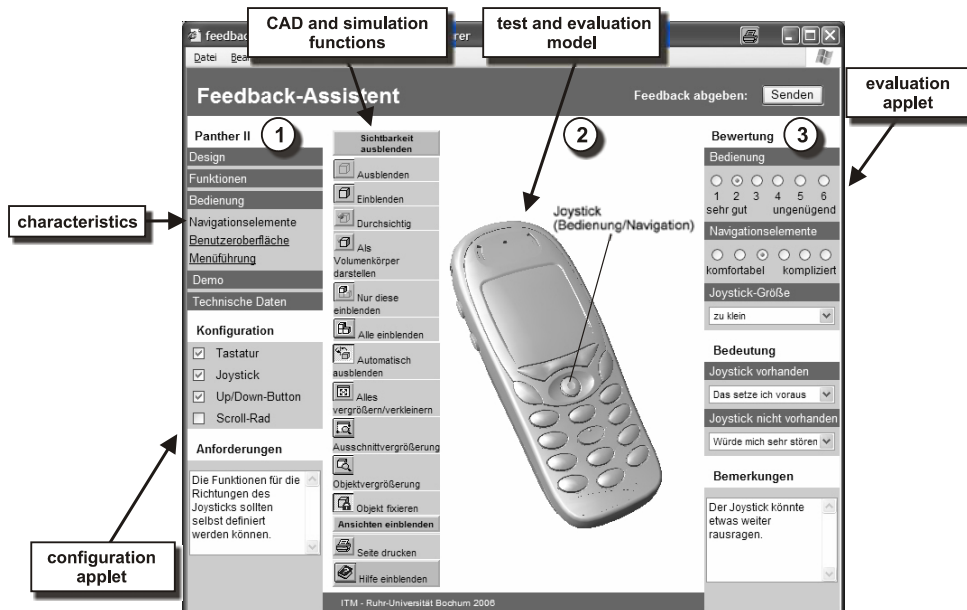 CAD and simulation
functions
test and evaluation
model
evaluation
applet
characteristics
configuration
applet
Datei
Feedback-Assistent
Feedback abgeben: Senden
Panther II 1
Design
Funktionen
Bedienung
Navigationselemente
Benutzeroberfläche
Menüführung
Demo
Technische Daten
Konfiguration
Tastatur
Joystick
Up/Down-Button
Scroll-Rad
Anforderungen
Die Funktionen für die
Richtungen des
Joysticks sollten
selbst definiert
werden können.
Sichtbarkeit
ausblenden
Ausblenden
Einblenden
Durchsichtig
Als
Volumenkörper
darstellen
Nur diese
einblenden
Alle einblenden
Automatisch
ausblenden
Alles
vergrößern/verkleinern
Ausschnittvergrößerung
Objektvergrößerung
Objekt fixieren
Ansichten einblenden
Seite drucken
Hilfe einblenden
2
Joystick
(Bedienung/Navigation)
Bewertung 3
Bedienung
1 2 3 4 5 6
sehr gut ungenügend
Navigationselemente
komfortabel kompliziert
Joystick-Größe
zu klein
Bedeutung
Joystick vorhanden
Das setze ich voraus
Joystick nicht vorhanden
Würde mich sehr stören
Bemerkungen
Der Joystick könnte
etwas weiter
rausragen.
ITM - Ruhr-Universität Bochum 2006